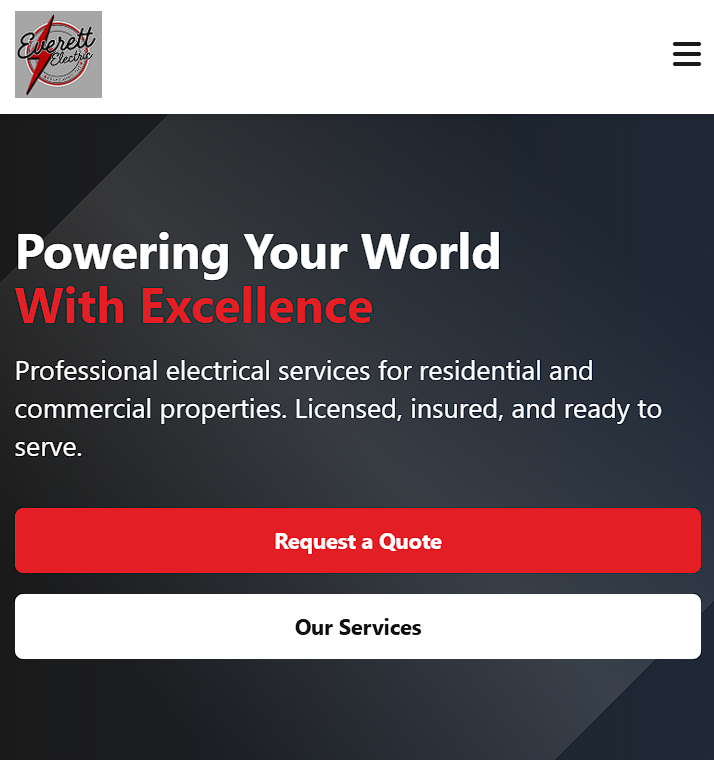 Everett
Electric
Powering Your World
With Excellence
Professional electrical services for residential and
commercial properties. Licensed, insured, and ready to
serve.
Request a Quote
Our Services